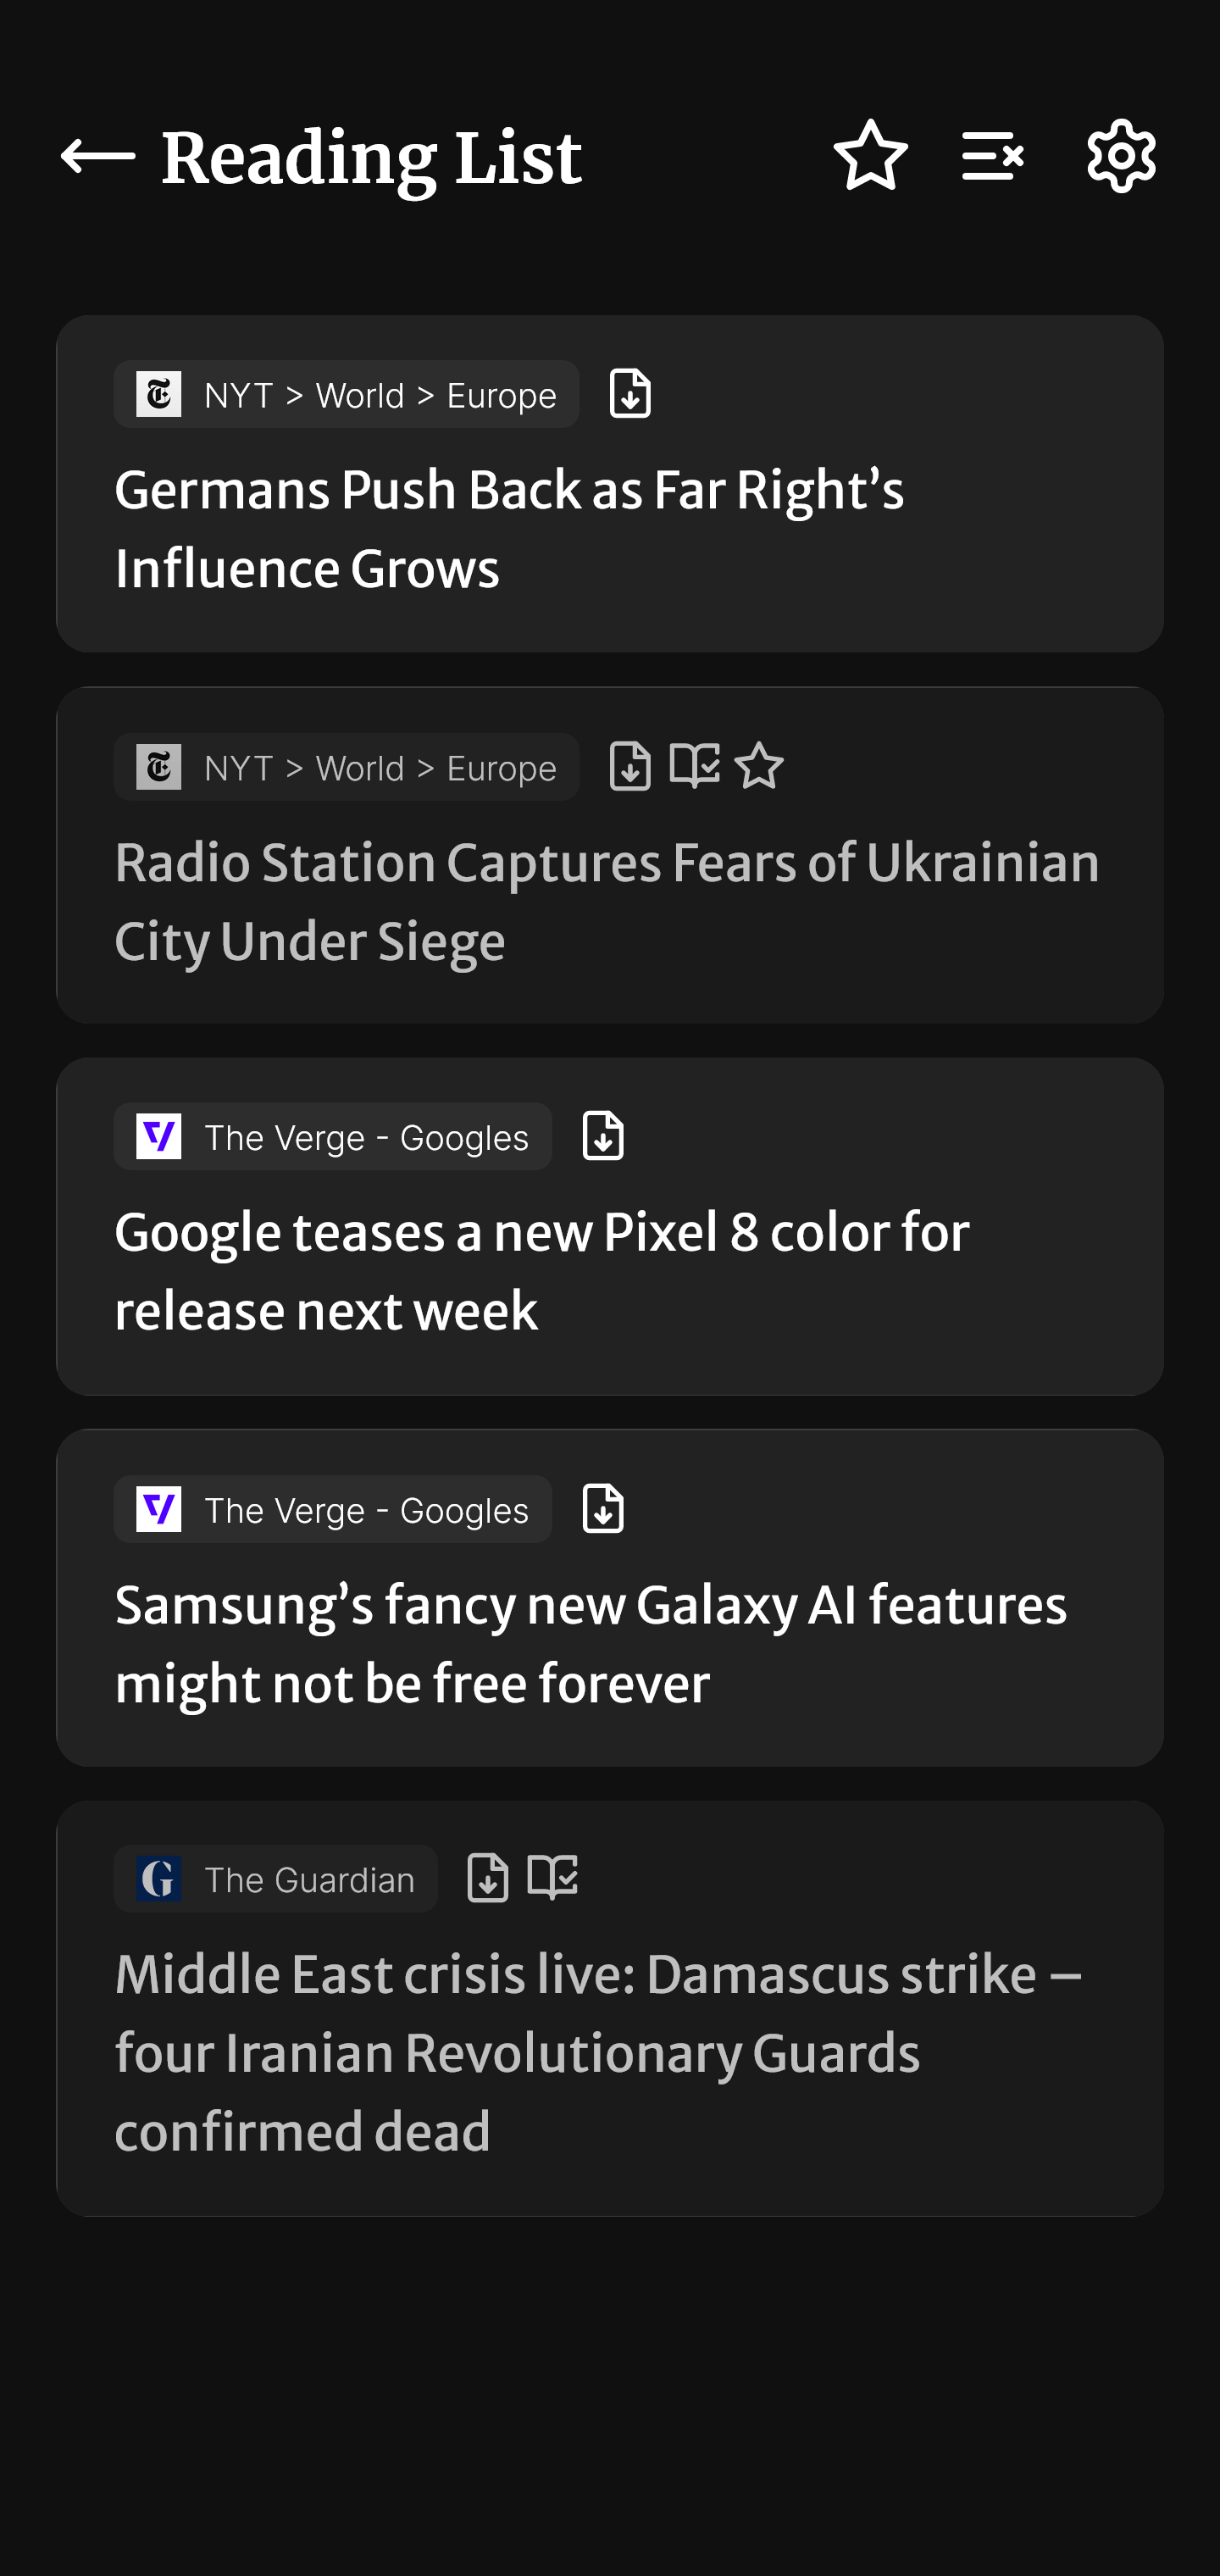 Reading List
NYT > World > Europe
Germans Push Back as Far Right’s
Influence Grows
NYT > World > Europe
Radio Station Captures Fears of Ukrainian
City Under Siege
The Verge - Googles
Google teases a new Pixel 8 color for
release next week
The Verge - Googles
Samsung’s fancy new Galaxy AI features
might not be free forever
The Guardian
Middle East crisis live: Damascus strike –
four Iranian Revolutionary Guards
confirmed dead